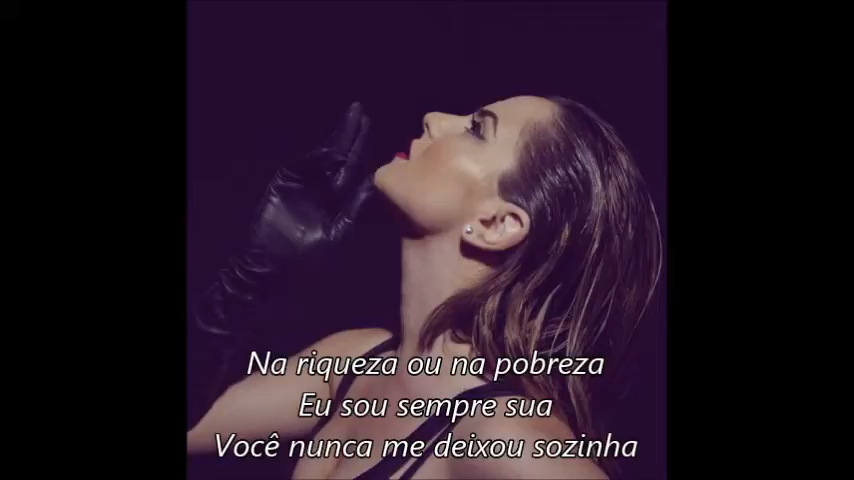 Na riqueza ou na pobreza
Eu sou sempre sua
Você nunca me deixou sozinha